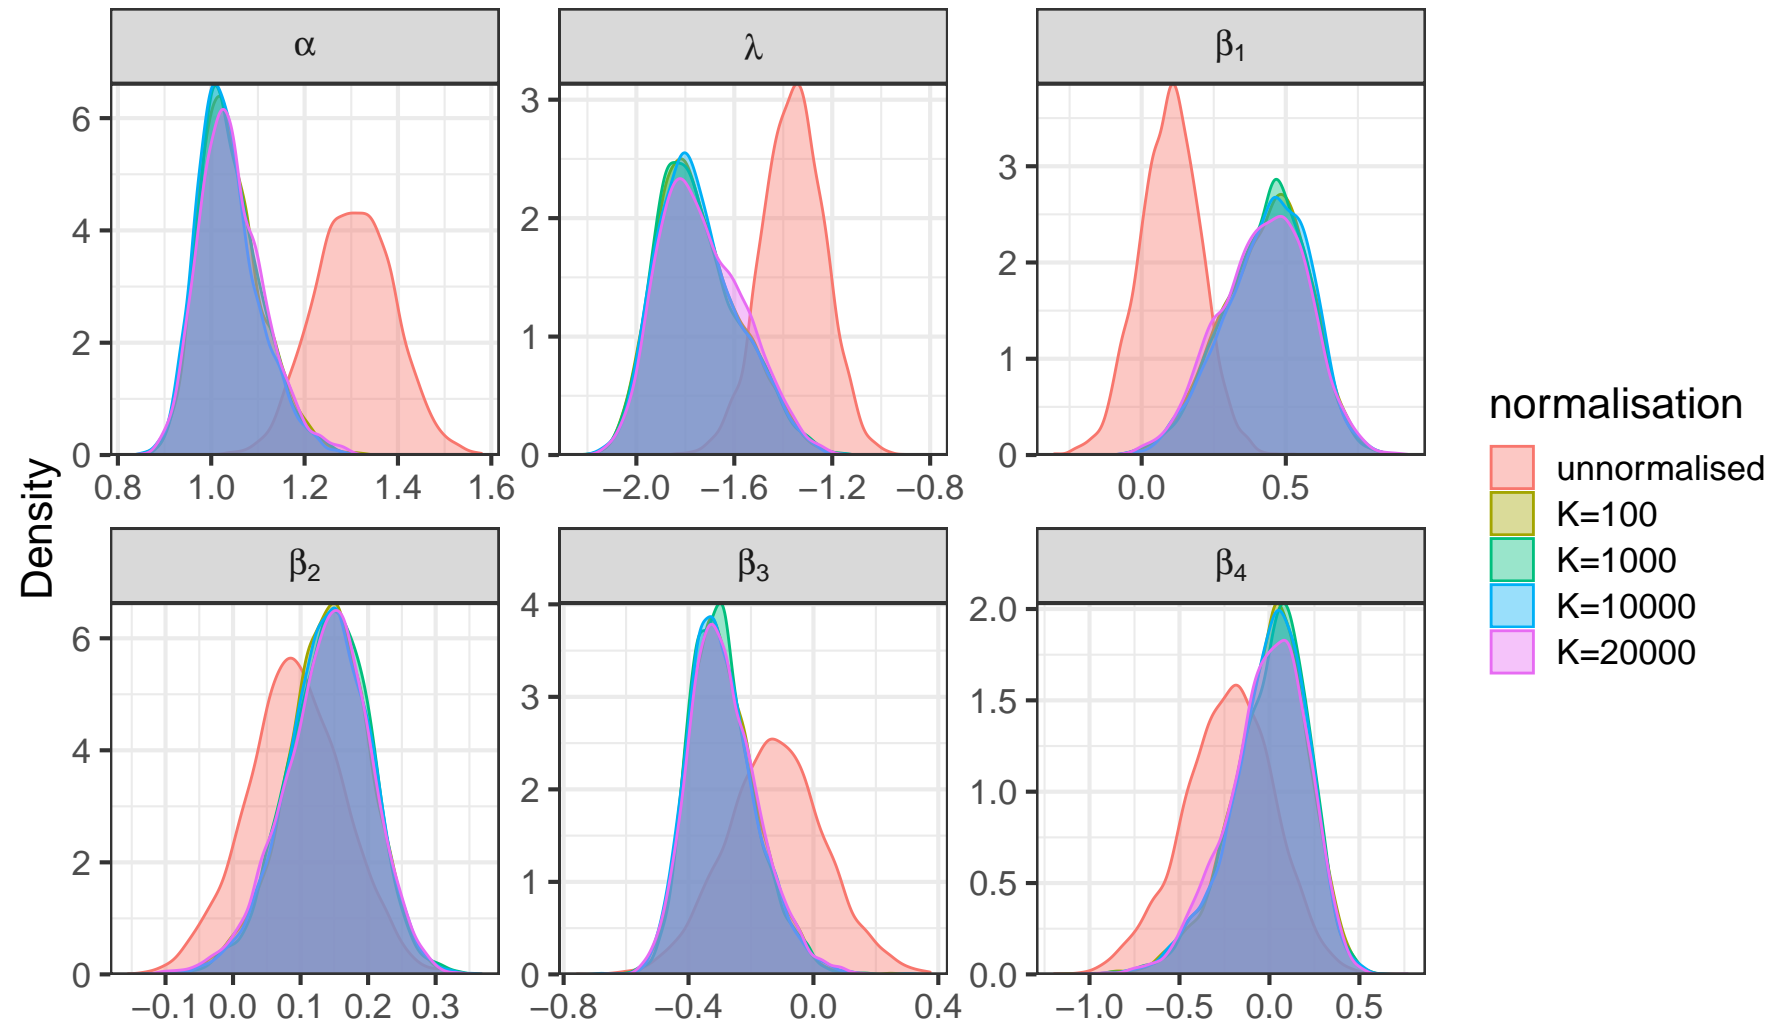 α
λ
β1
6
4
2
0
3
2
1
0
3
2
1
0
0.8 1.0 1.2 1.4 1.6
−2.0 −1.6 −1.2 −0.8
0.0 0.5
Density
β2
β3
β4
6
4
2
0
4
3
2
1
0
2.0
1.5
1.0
0.5
0.0
−0.1 0.0 0.1 0.2 0.3
−0.8 −0.4 0.0 0.4
−1.0 −0.5 0.0 0.5
normalisation
unnormalised
K=100
K=1000
K=10000
K=20000